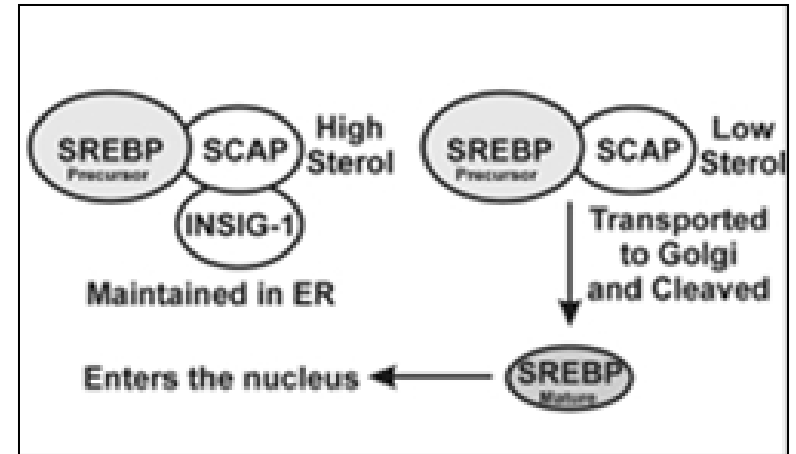 SREBP
Precursor
SCAP
High
Sterol
INSIG-1
Maintained in ER
SREBP
Precursor
SCAP
Low
Sterol
Transported
to Golgi
and Cleaved
SREBP
Mature
Enters the nucleus